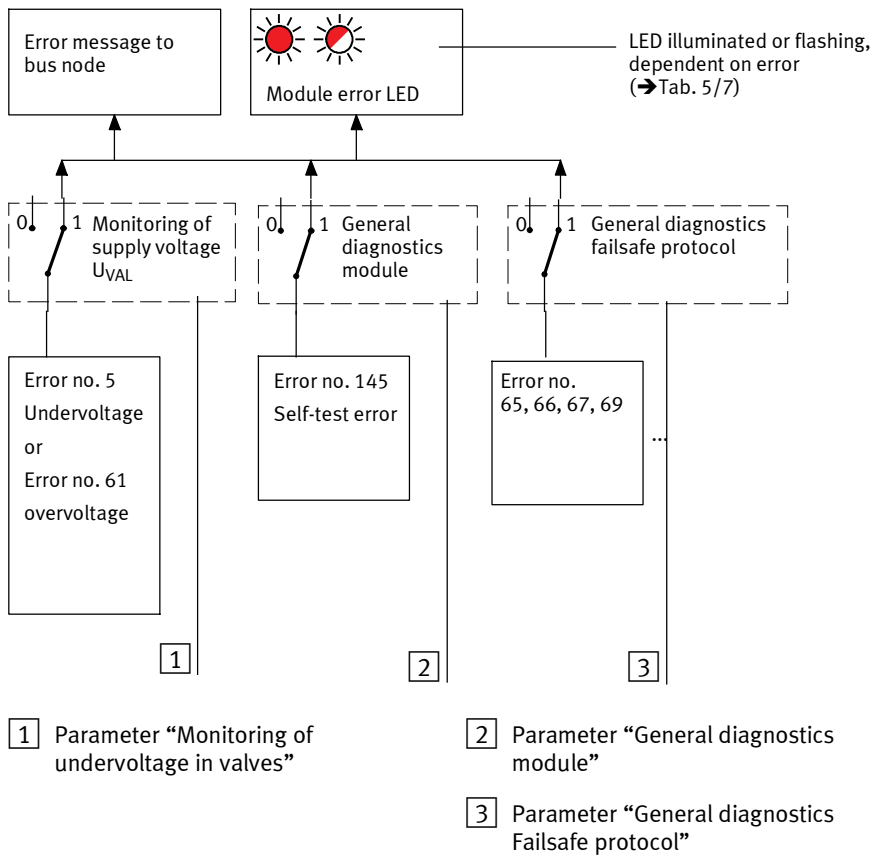 Error message to
bus node
Module error LED
LED illuminated or flashing,
dependent on error
(➔Tab. 5/7)
0 1 Monitoring of
supply voltage
UVAL
0 1 General
diagnostics
module
0 1 General diagnostics
failsafe protocol
Error no. 5
Undervoltage
or
Error no. 61
overvoltage
Error no. 145
Self-test error
Error no.
65, 66, 67, 69
...
1
2
3
1 Parameter “Monitoring of
undervoltage in valves”
2 Parameter “General diagnostics
module”
3 Parameter “General diagnostics
Failsafe protocol”